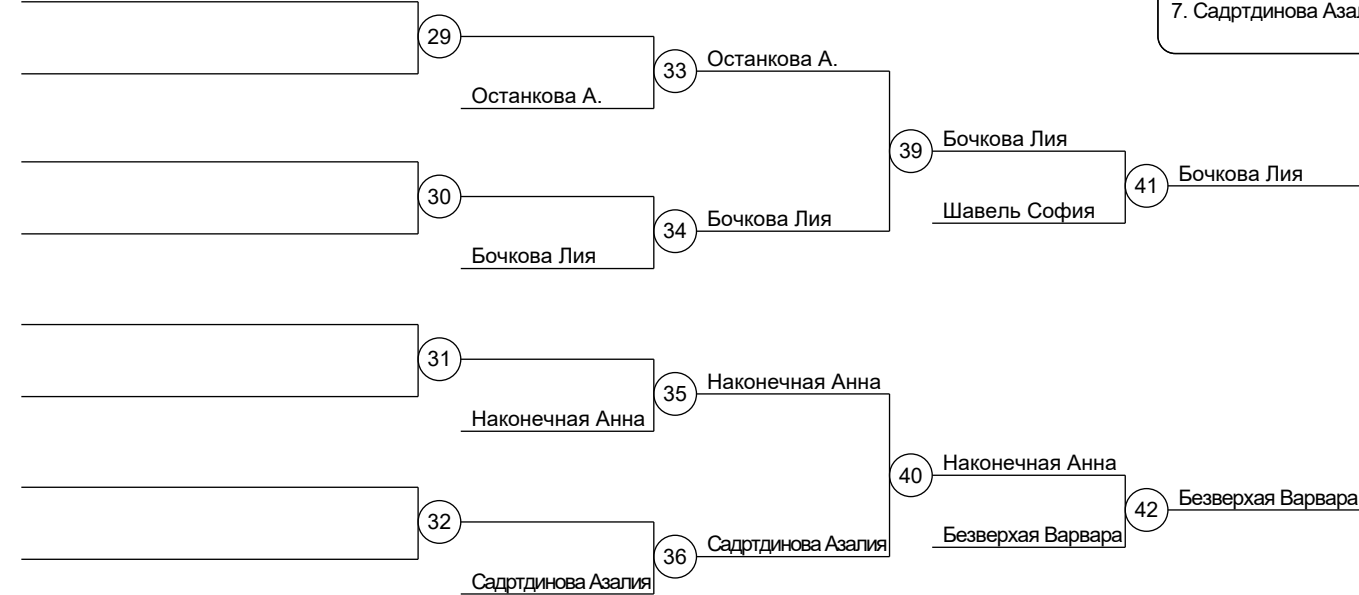 7. Садртдинова Азал
29
Останкова А.
33
Останкова А.
30
Бочкова Лия
34
Бочкова Лия
39
Бочкова Лия
Шавель София
41
Бочкова Лия
31
Наконечная Анна
35
Наконечная Анна
32
Садртдинова Азалия
36
Садртдинова Азалия
40
Наконечная Анна
Безверхая Варвара
42
Безверхая Варвара